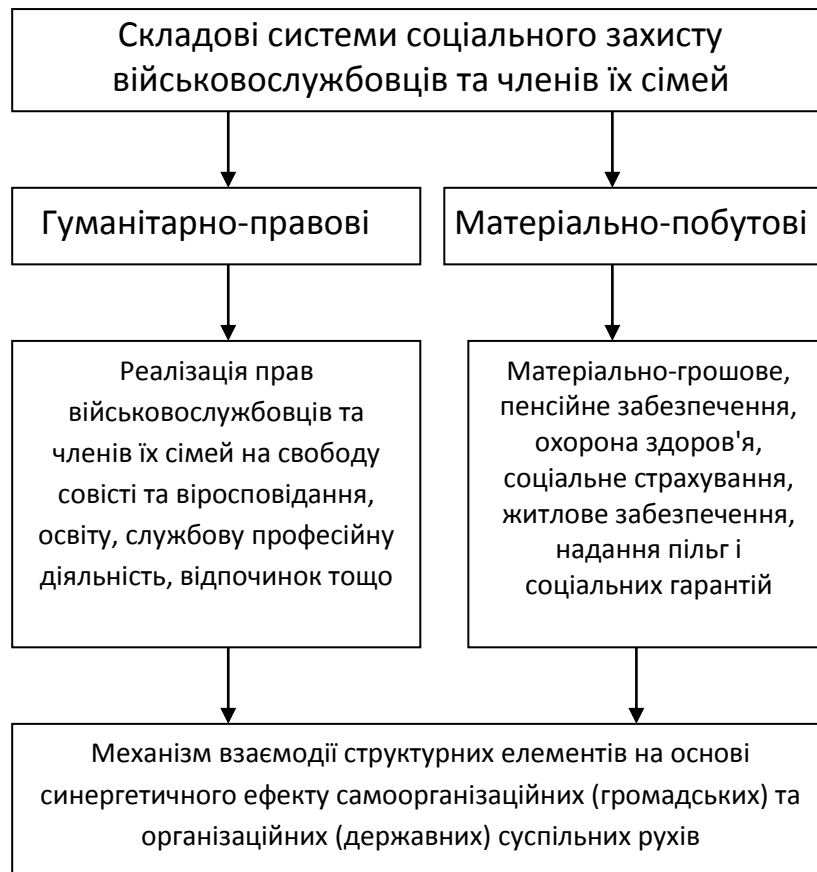 Складові системи соціального захисту
військовослужбовців та членів їх сімей
Гуманітарно-правові
Матеріально-побутові
Реалізація прав
військовослужбовців та
членів їх сімей на свободу
совісті та віросповідання,
освіту, службову професійну
діяльність, відпочинок тощо
Матеріально-грошове,
пенсійне забезпечення,
охорона здоров'я,
соціальне страхування,
житлове забезпечення,
надання пільг і
соціальних гарантій
Механізм взаємодії структурних елементів на основі
синергетичного ефекту самоорганізаційних (громадських) та
організаційних (державних) суспільних рухів